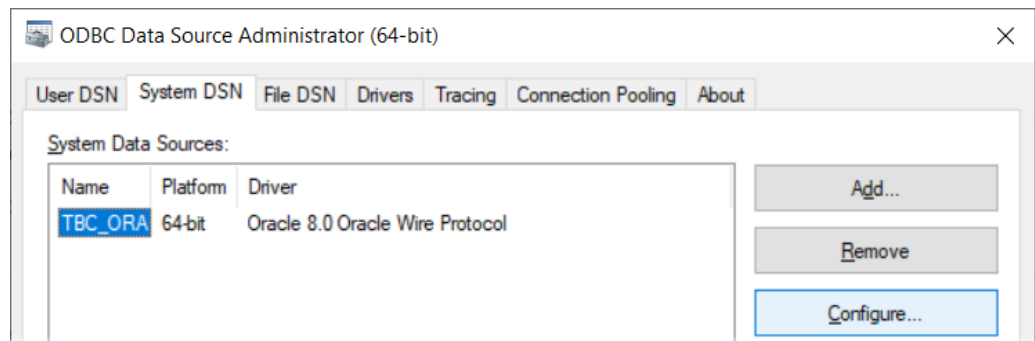 ODBC Data Source Administrator (64-bit)
User DSN System DSN File DSN Drivers Tracing Connection Pooling About
System Data Sources:
Name Platform Driver
TBC_ORA 64-bit Oracle 8.0 Oracle Wire Protocol
Add...
Remove
Configure...